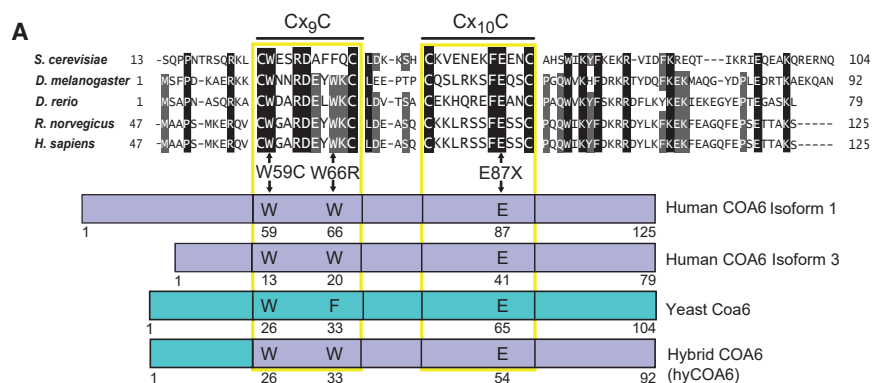 A
Cx9C Cx10C
S. cerevisiae 13 -SQPPNTRSQRKL CWESRDAFFQC LDK-KSH CKVENEKFEENC AHSWIKYFKEKR-VIDFKREQT---IKRIEQEAKQRERNQ 104
D. melanogaster 1 MSFPD-KAERKK CWNNRDEYWKC LEE-PTP CQSLRKSFEQSC PGQWVKHFDRKRTYDQFKEKMAQG-YDPLEDRTKAEKQAN 92
D. rerio 1 MSAPN-ASQRKA CWDARDELWKC LDV-TSA CEKHQREFEANC PAQWVKYFSKRRDFLKYKEKIEKEGYEPTEGASKL 79
R. norvegicus 47 MAAPS-MKERQV CWGARDEYWKC LDE-ASQ CKKLRSSFESSC PQQWIKYFDKRRDYLKFKEKFEAGQFEPSETTAKS----- 125
H. sapiens 47 MAAPS-MKERQV CWGARDEYWKC LDE-ASQ CKKLRSSFESSC PQQWIKYFDKRRDYLKFKEKFEAGQFEPSETTAKS----- 125
W59C W66R E87X
W W E Human COA6 Isoform 1
1 59 66 87 125
W W E Human COA6 Isoform 3
1 13 20 41 79
W F E Yeast Coa6
1 26 33 65 104
W W E Hybrid COA6
(hyCOA6)
1 26 33 54 92